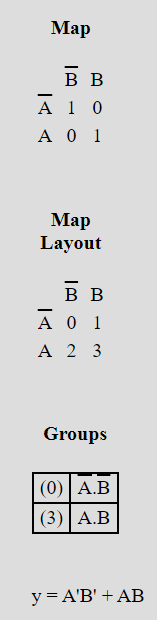 Map
B̅ B
A̅ 1 0
A 0 1
Map
Layout
B̅ B
A̅ 0 1
A 2 3
Groups
(0) A̅.B̅
(3) A.B
y = A'B' + AB